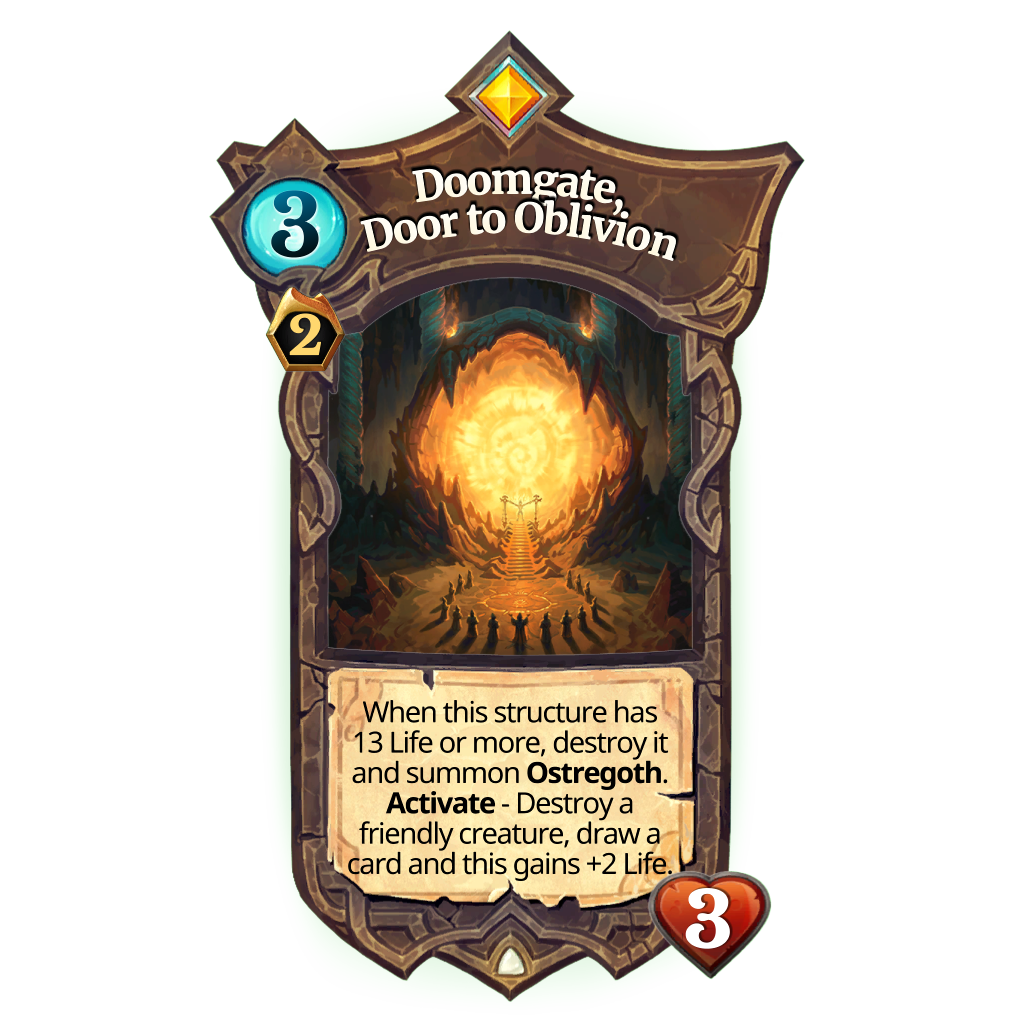 Doomgate,
Door to Oblivion
3
2
When this structure has
13 Life or more, destroy it
and summon Ostregoth.
Activate - Destroy a
friendly creature, draw a
card and this gains +2 Life.
3